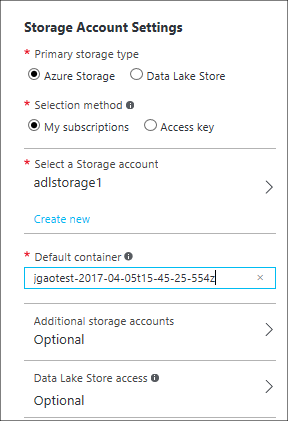 Storage Account Settings
* Primary storage type
Azure Storage Data Lake Store
* Selection method
My subscriptions Access key
* Select a Storage account
adlstorage1
Create new
* Default container
jgaotest-2017-04-05t15-45-25-554z
Additional storage accounts
Optional
Data Lake Store access
Optional